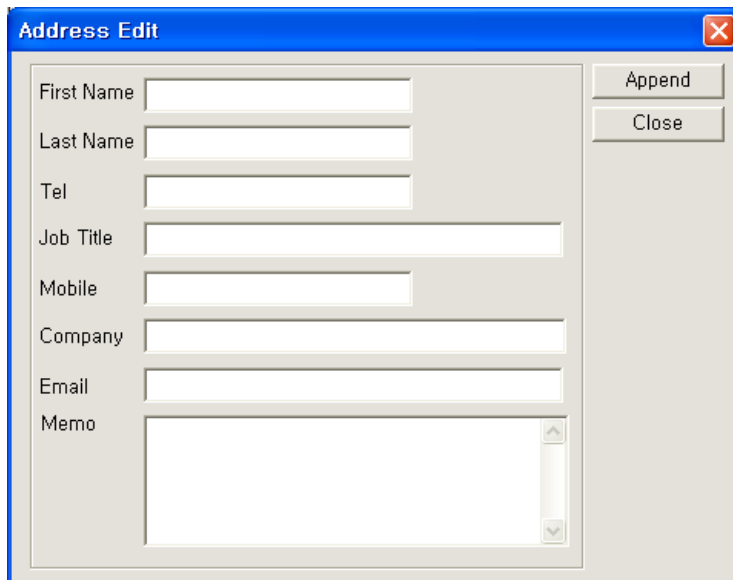 Address Edit
First Name
Append
Last Name
Close
Tel
Job Title
Mobile
Company
Email
Memo